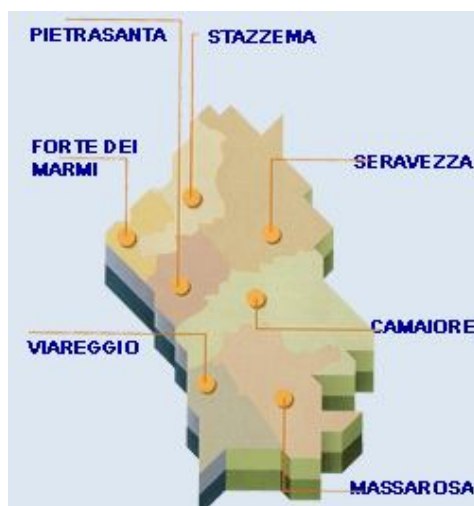 PIETRASANTA
STAZZEMA
FORTE DEI
MARMI
SERAVEZZA
CAMAIORE
VIAREGGIO
MASSAROSA